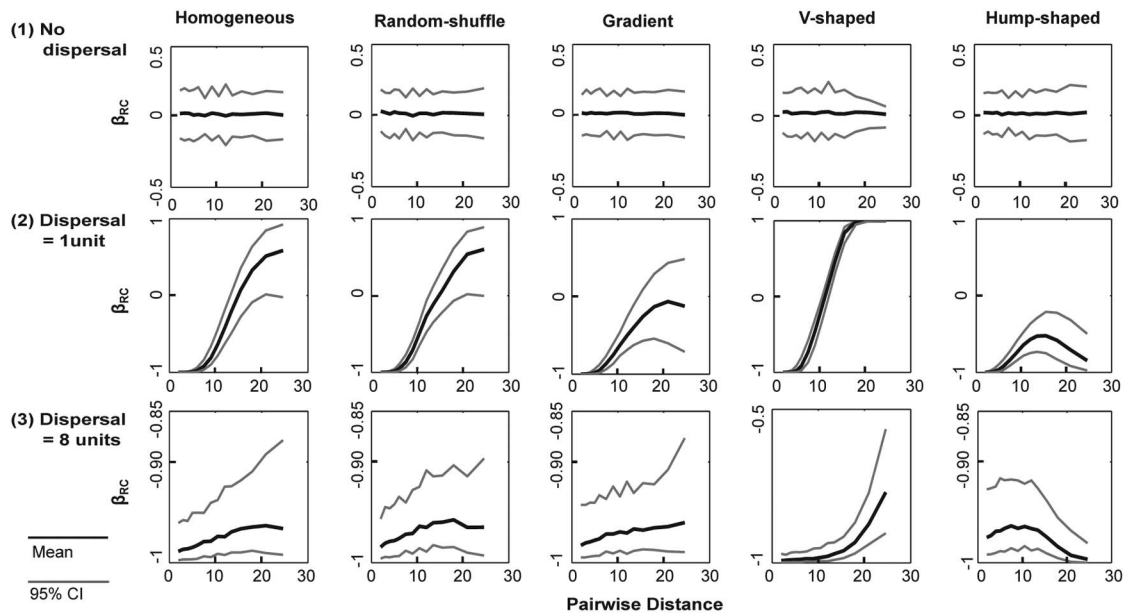 Homogeneous Random-shuffle Gradient V-shaped Hump-shaped
(1) No
dispersal
βRC
0.5 0.5 0.5 0.5 0.5
0 0 0 0 0
-0.5 -0.5 -0.5 -0.5 -0.5
0 10 20 30 0 10 20 30 0 10 20 30 0 10 20 30 0 10 20 30
(2) Dispersal
= 1unit
βRC
1 1 1 1 1
0 0 0 0 0
-1 -1 -1 -1 -1
0 10 20 30 0 10 20 30 0 10 20 30 0 10 20 30 0 10 20 30
(3) Dispersal
= 8 units
βRC
-0.85 -0.85 -0.85 -0.5 -0.85
-0.90 -0.90 -0.90 -0.90
-1 -1 -1 -1 -1
0 10 20 30 0 10 20 30 0 10 20 30 0 10 20 30 0 10 20 30
Mean
95% CI
Pairwise Distance